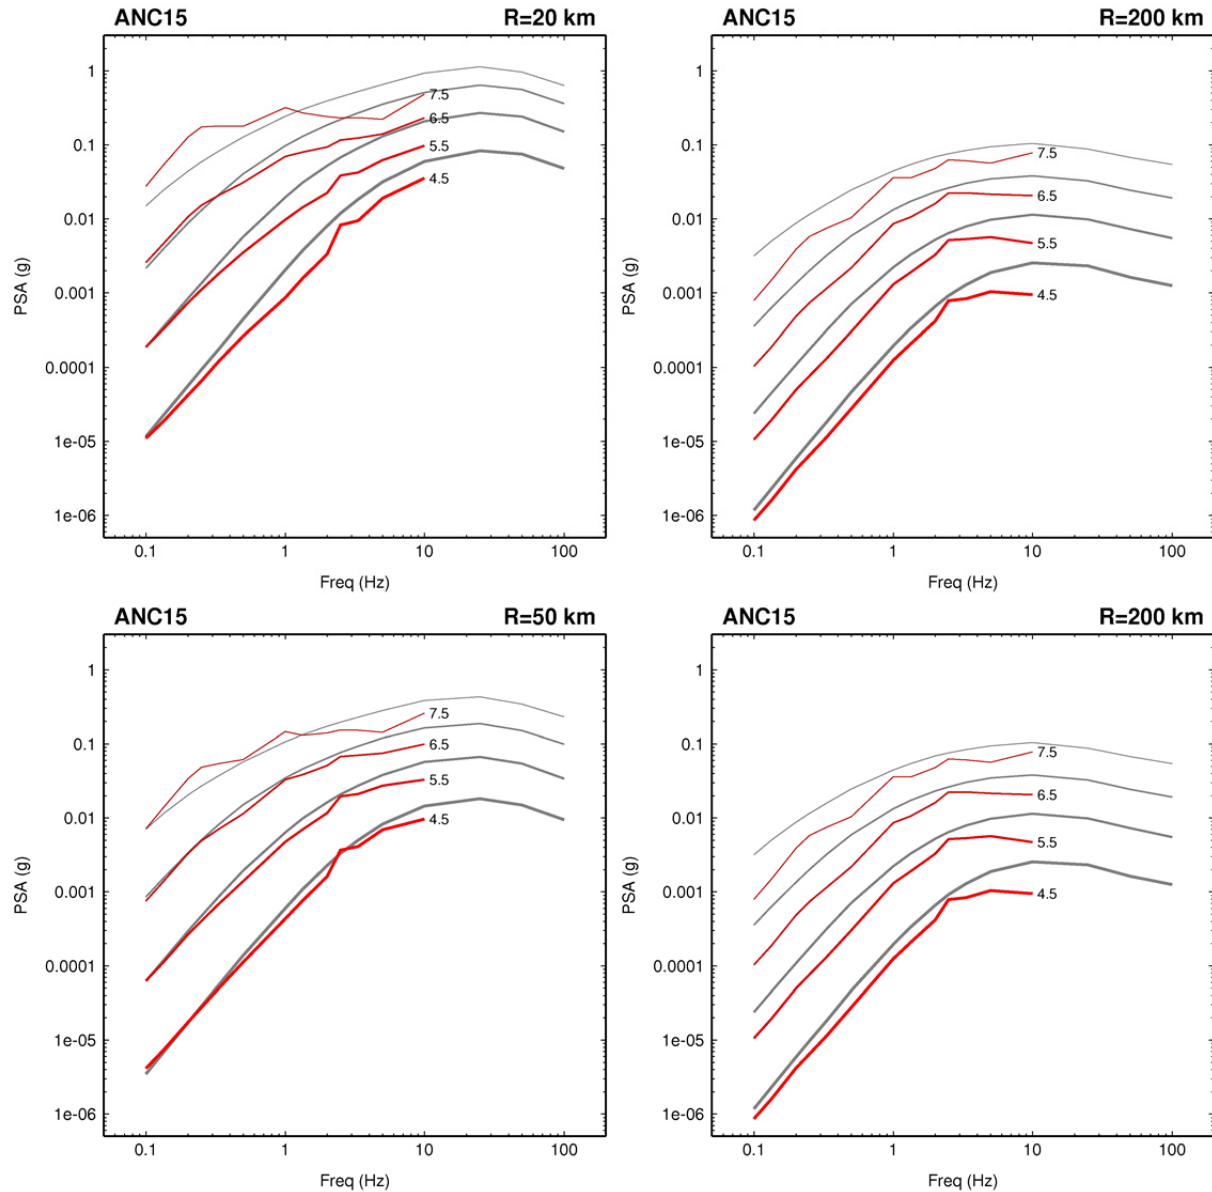 ANC15 R=20 km
1
0.1
0.01
0.001
0.0001
1e-05
1e-06
PSA (g)
7.5
6.5
5.5
4.5
0.1 1 10 100
Freq (Hz)
ANC15 R=200 km
1
0.1
0.01
0.001
0.0001
1e-05
1e-06
PSA (g)
7.5
6.5
5.5
4.5
0.1 1 10 100
Freq (Hz)
ANC15 R=50 km
1
0.1
0.01
0.001
0.0001
1e-05
1e-06
PSA (g)
7.5
6.5
5.5
4.5
0.1 1 10 100
Freq (Hz)
ANC15 R=200 km
1
0.1
0.01
0.001
0.0001
1e-05
1e-06
PSA (g)
7.5
6.5
5.5
4.5
0.1 1 10 100
Freq (Hz)